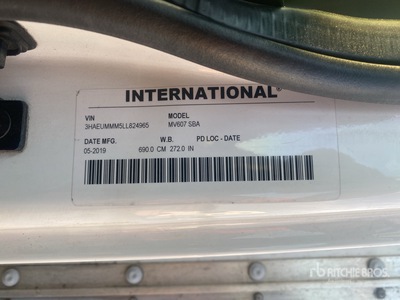 INTERNATIONAL®
VIN MODEL
3HAEUMMM5LL824965 MV607 SBA
DATE MFG. W.B. PD LOC - DATE
05-2019 690.0 CM 272.0 IN
rb RITCHIE BROS.